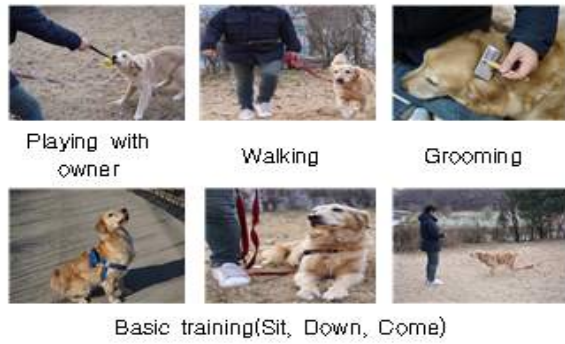 Playing with
owner
Walking
Grooming
Basic training(Sit, Down, Come)